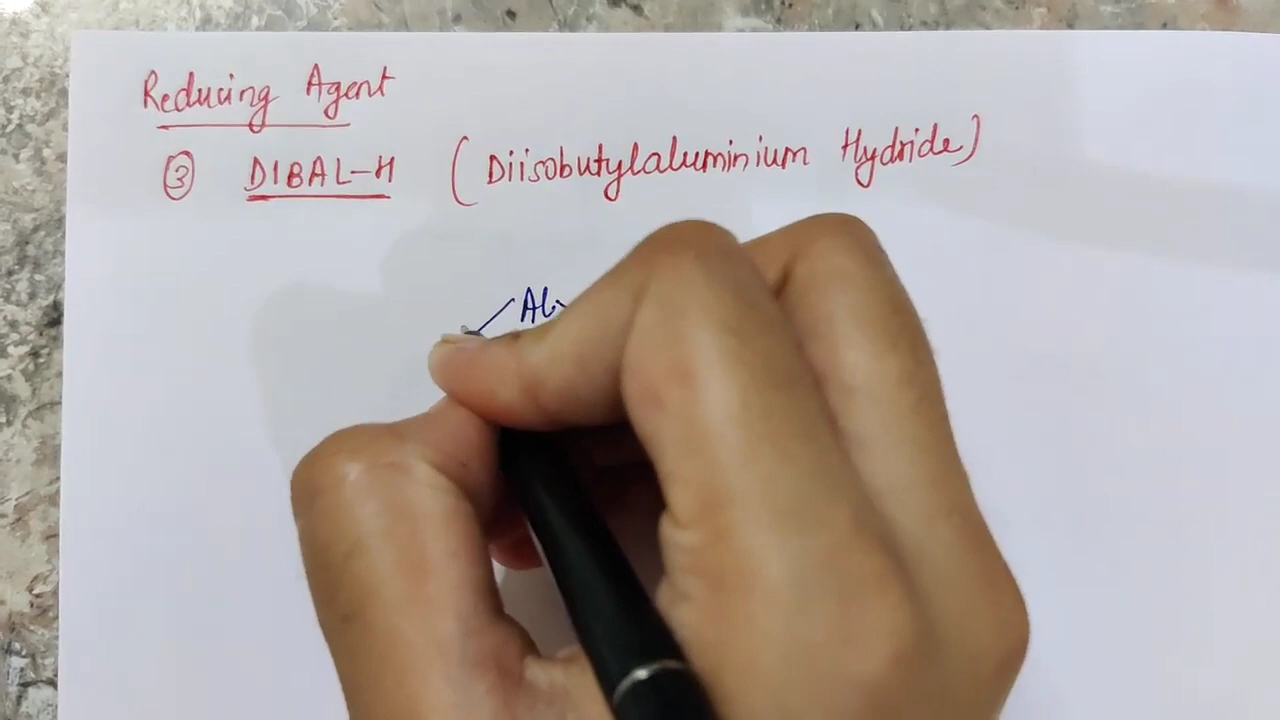 Reducing Agent
③ DIBAL-H (Diisobutylaluminium Hydride)
Al